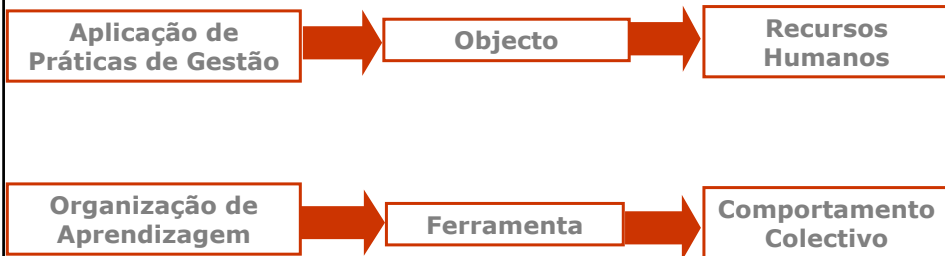 Aplicação de
Práticas de Gestão
Objecto
Recursos
Humanos
Organização de
Aprendizagem
Ferramenta
Comportamento
Colectivo